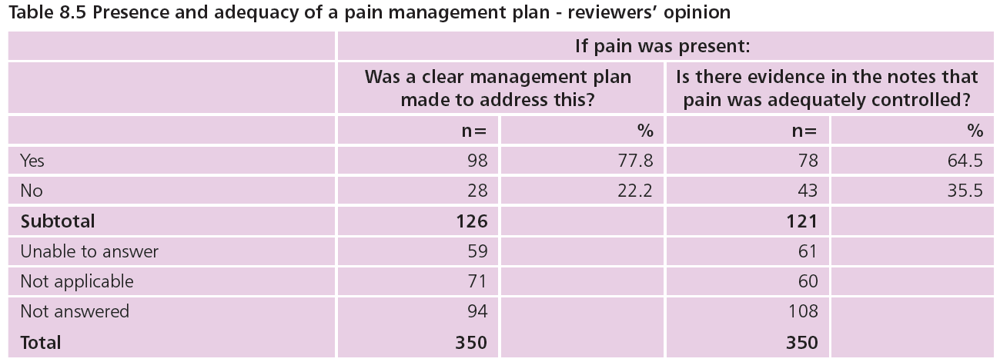 Table 8.5 Presence and adequacy of a pain management plan - reviewers’ opinion
If pain was present:
Was a clear management plan made to address this? Is there evidence in the notes that pain was adequately controlled?
n= % n= %
Yes 98 77.8 78 64.5
No 28 22.2 43 35.5
Subtotal 126 121
Unable to answer 59 61
Not applicable 71 60
Not answered 94 108
Total 350 350